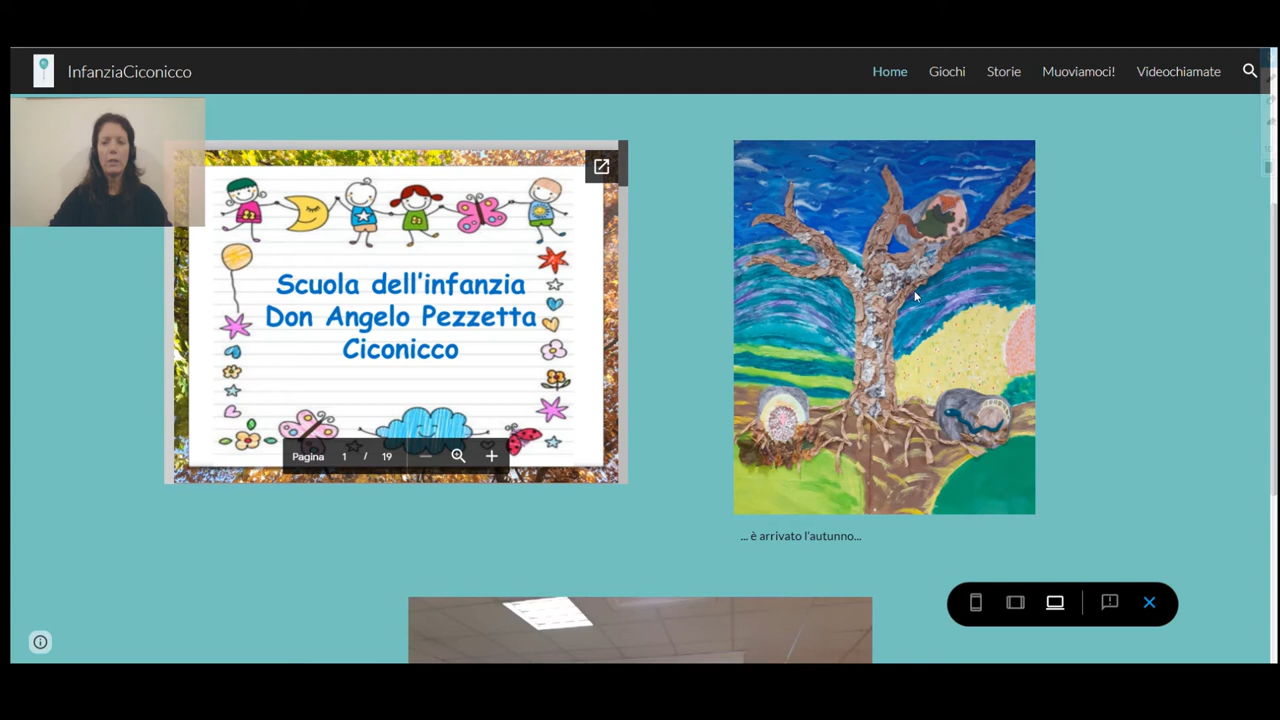 InfanziaCiconicco
Home Giochi Storie Muoviamoci! Videochiamate
Scuola dell'infanzia
Don Angelo Pezzetta
Ciconicco
Pagina 1 / 19
... è arrivato l'autunno...